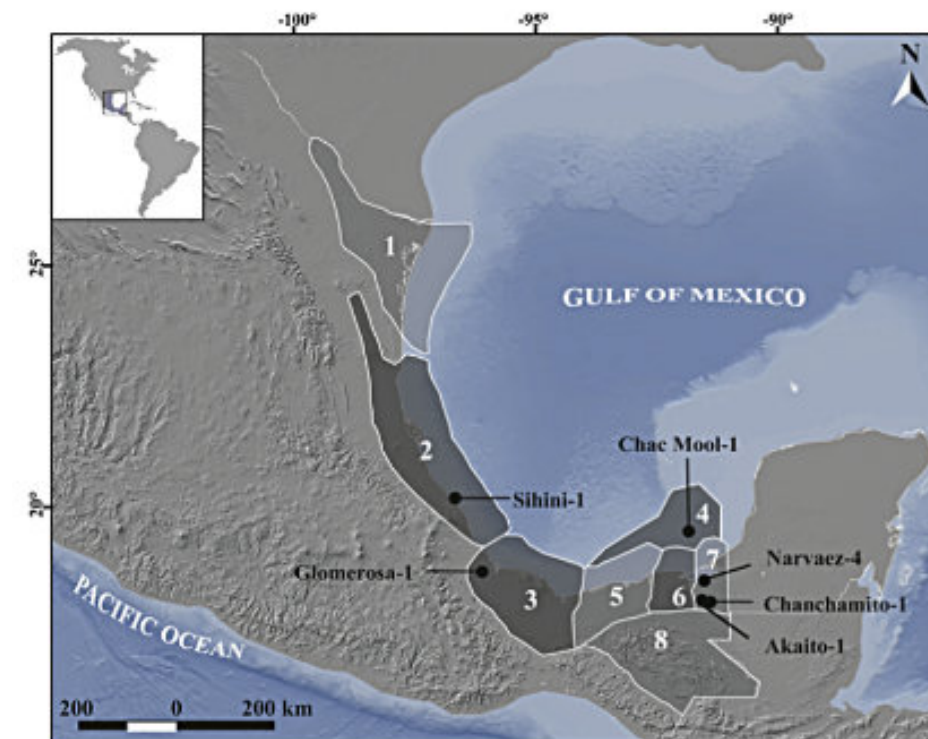 -100°
-95°
-90°
N
25°
1
GULF OF MEXICO
2
Chac Mool-1
Sihini-1
20°
4
7
Glomerosa-1
Narvaez-4
3
5
6
Chanchamito-1
PACIFIC OCEAN
8
Akaito-1
200
0
200 km